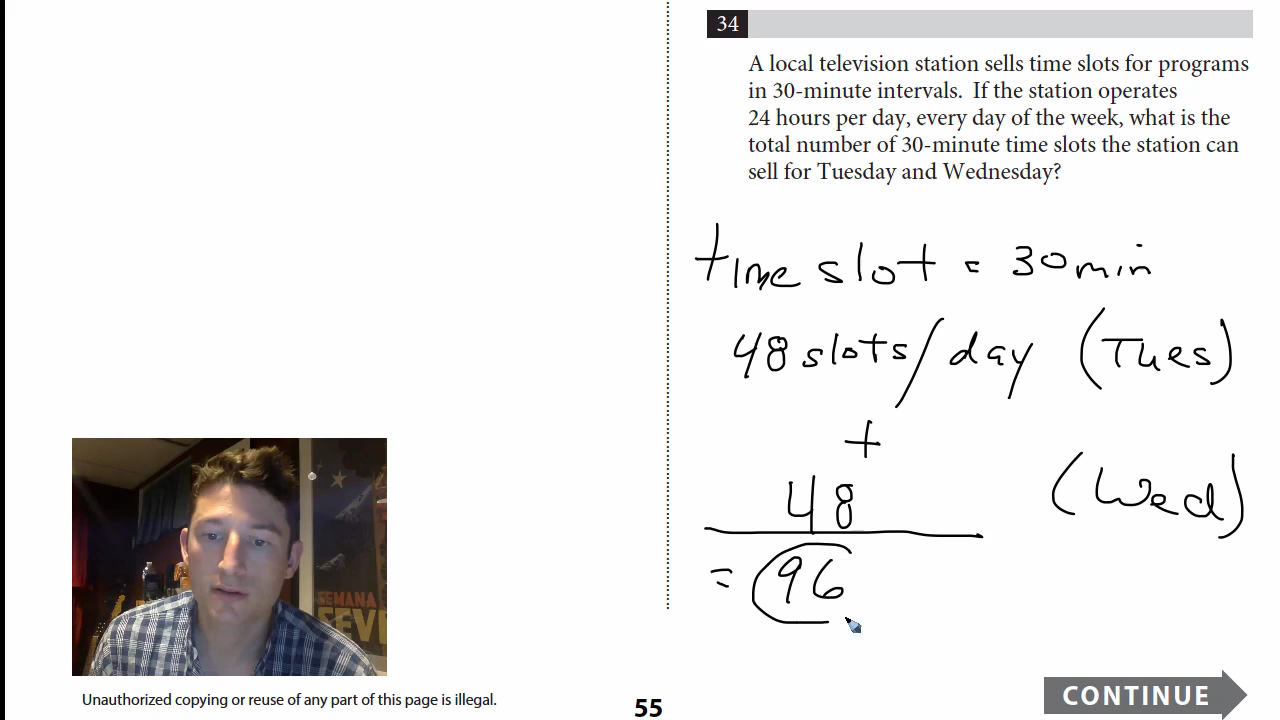 34
A local television station sells time slots for programs
in 30-minute intervals. If the station operates
24 hours per day, every day of the week, what is the
total number of 30-minute time slots the station can
sell for Tuesday and Wednesday?
time slot = 30 min
48 slots/day (Tues)
+
48 (Wed)
= 96
SEMANA
SEV
Unauthorized copying or reuse of any part of this page is illegal.
55
CONTINUE